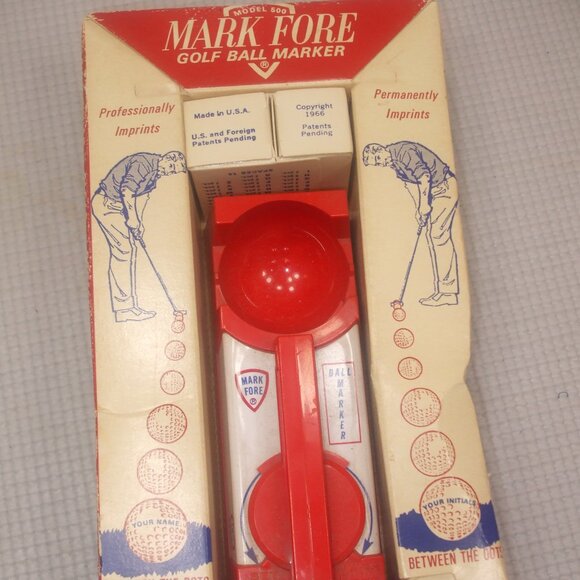 MODEL 500
MARK FORE
GOLF BALL MARKER
®
Professionally
Imprints
Made in U.S.A.
U.S. and Foreign
Patents Pending
Copyright
1966
Patents
Pending
Permanently
Imprints
MARK
FORE
®
BALL
MARKER
YOUR NAME
YOUR INITIALS
BETWEEN THE DOTS